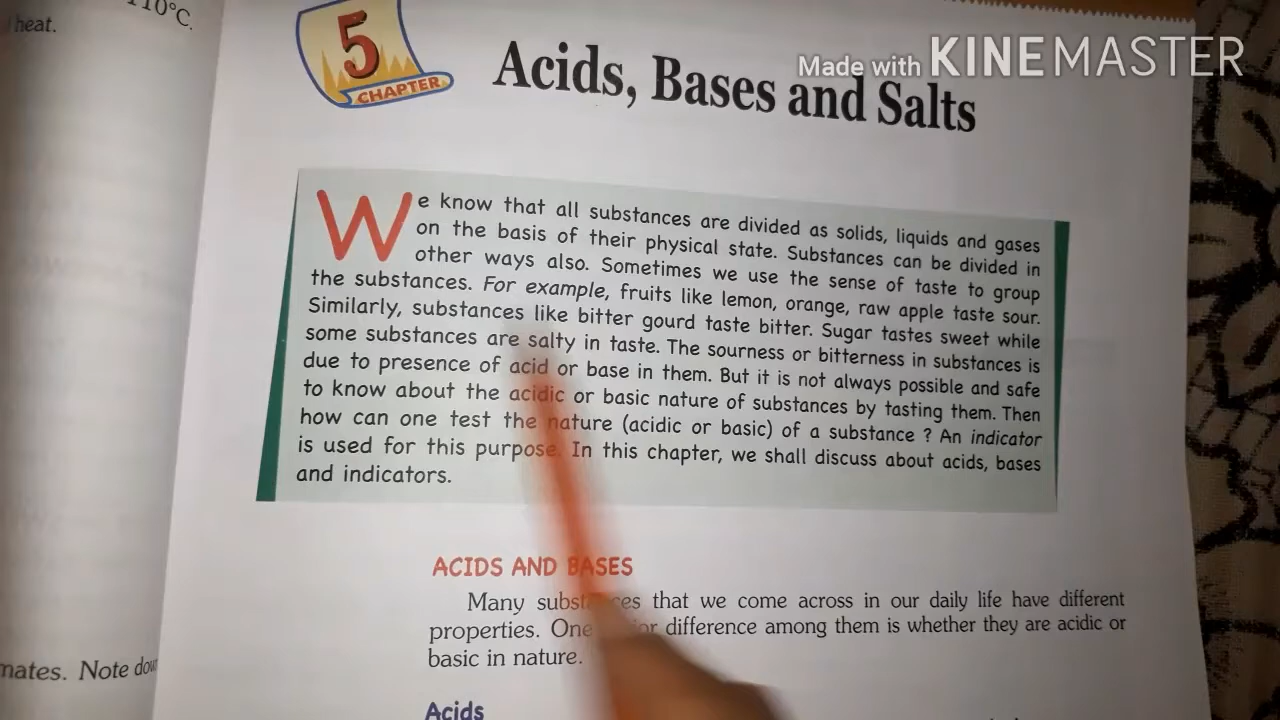 110°C.
heat.
5
CHAPTER
Acids, Bases and Salts
Made with KINEMASTER
We know that all substances are divided as solids, liquids and gases
on the basis of their physical state. Substances can be divided in
other ways also. Sometimes we use the sense of taste to group
the substances. For example, fruits like lemon, orange, raw apple taste sour.
Similarly, substances like bitter gourd taste bitter. Sugar tastes sweet while
some substances are salty in taste. The sourness or bitterness in substances is
due to presence of acid or base in them. But it is not always possible and safe
to know about the acidic or basic nature of substances by tasting them. Then
how can one test the nature (acidic or basic) of a substance ? An indicator
is used for this purpose. In this chapter, we shall discuss about acids, bases
and indicators.
ACIDS AND BASES
Many substances that we come across in our daily life have different
properties. One difference among them is whether they are acidic or
basic in nature.
mates. Note
Acids